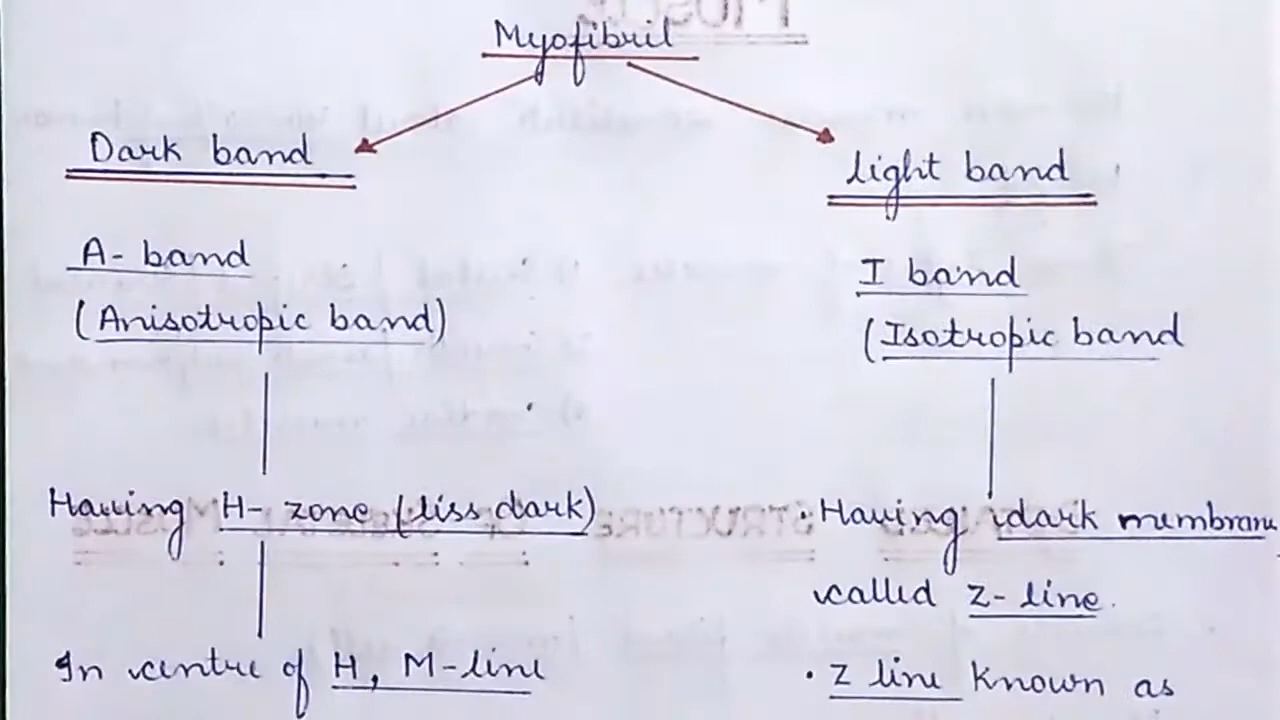 Myofibril
Dark band
light band
A- band
(Anisotropic band)
I band
(Isotropic band
Having H- zone (less dark)
In centre of H, M-line
• Having dark membrane
called Z- line.
• Z line known as